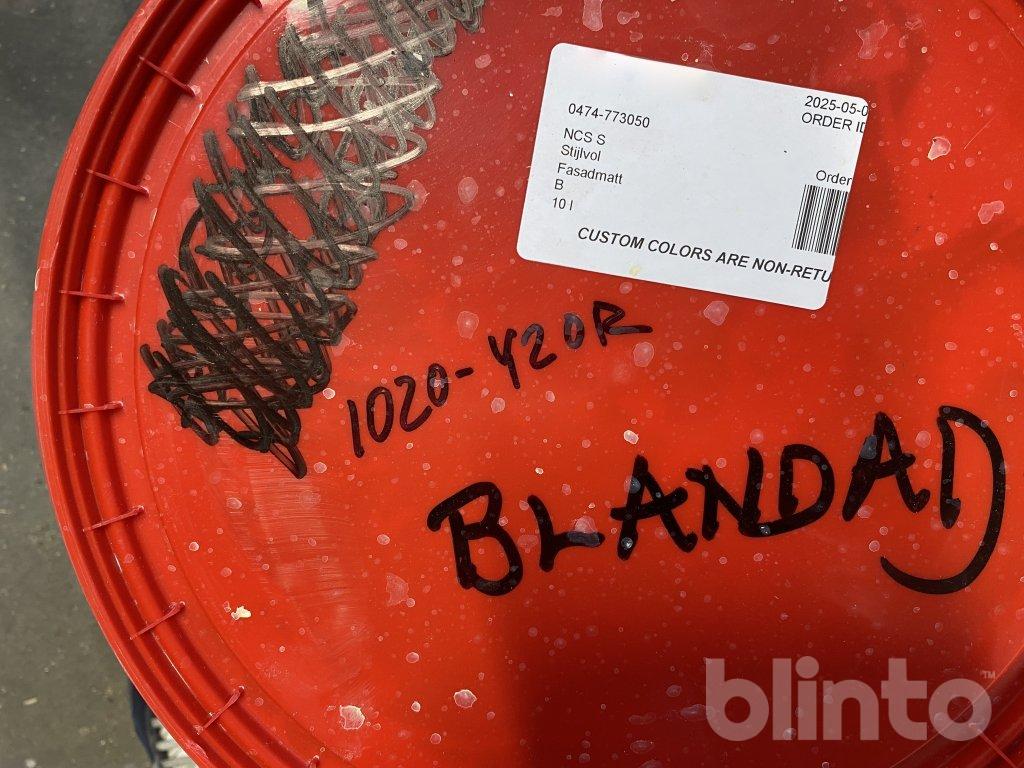 2025-05-0
0474-773050 ORDER ID
NCS S
Stijlvol
Fasadmatt Order
B
10 l
CUSTOM COLORS ARE NON-RETU
1020-Y20R
BLANDAD
blinto™